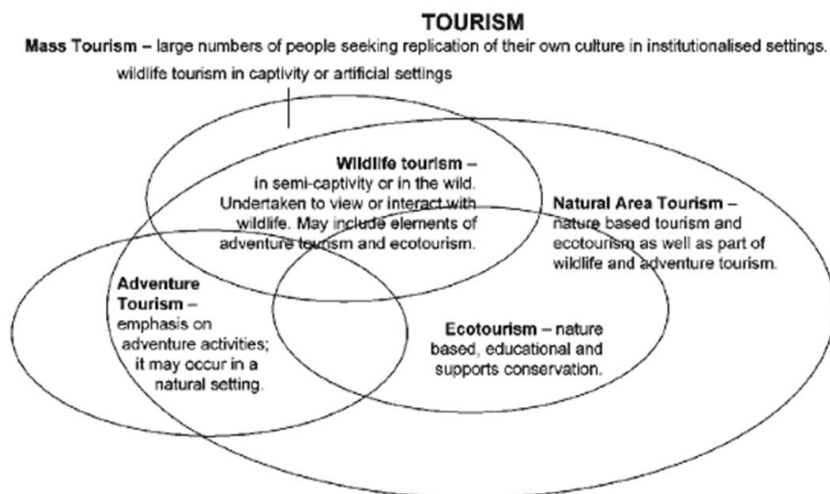 TOURISM
Mass Tourism – large numbers of people seeking replication of their own culture in institutionalised settings.
wildlife tourism in captivity or artificial settings
Wildlife tourism –
in semi-captivity or in the wild.
Undertaken to view or interact with
wildlife. May include elements of
adventure tourism and ecotourism.
Natural Area Tourism –
nature based tourism and
ecotourism as well as part of
wildlife and adventure tourism.
Adventure
Tourism –
emphasis on
adventure activities;
it may occur in a
natural setting.
Ecotourism – nature
based, educational and
supports conservation.